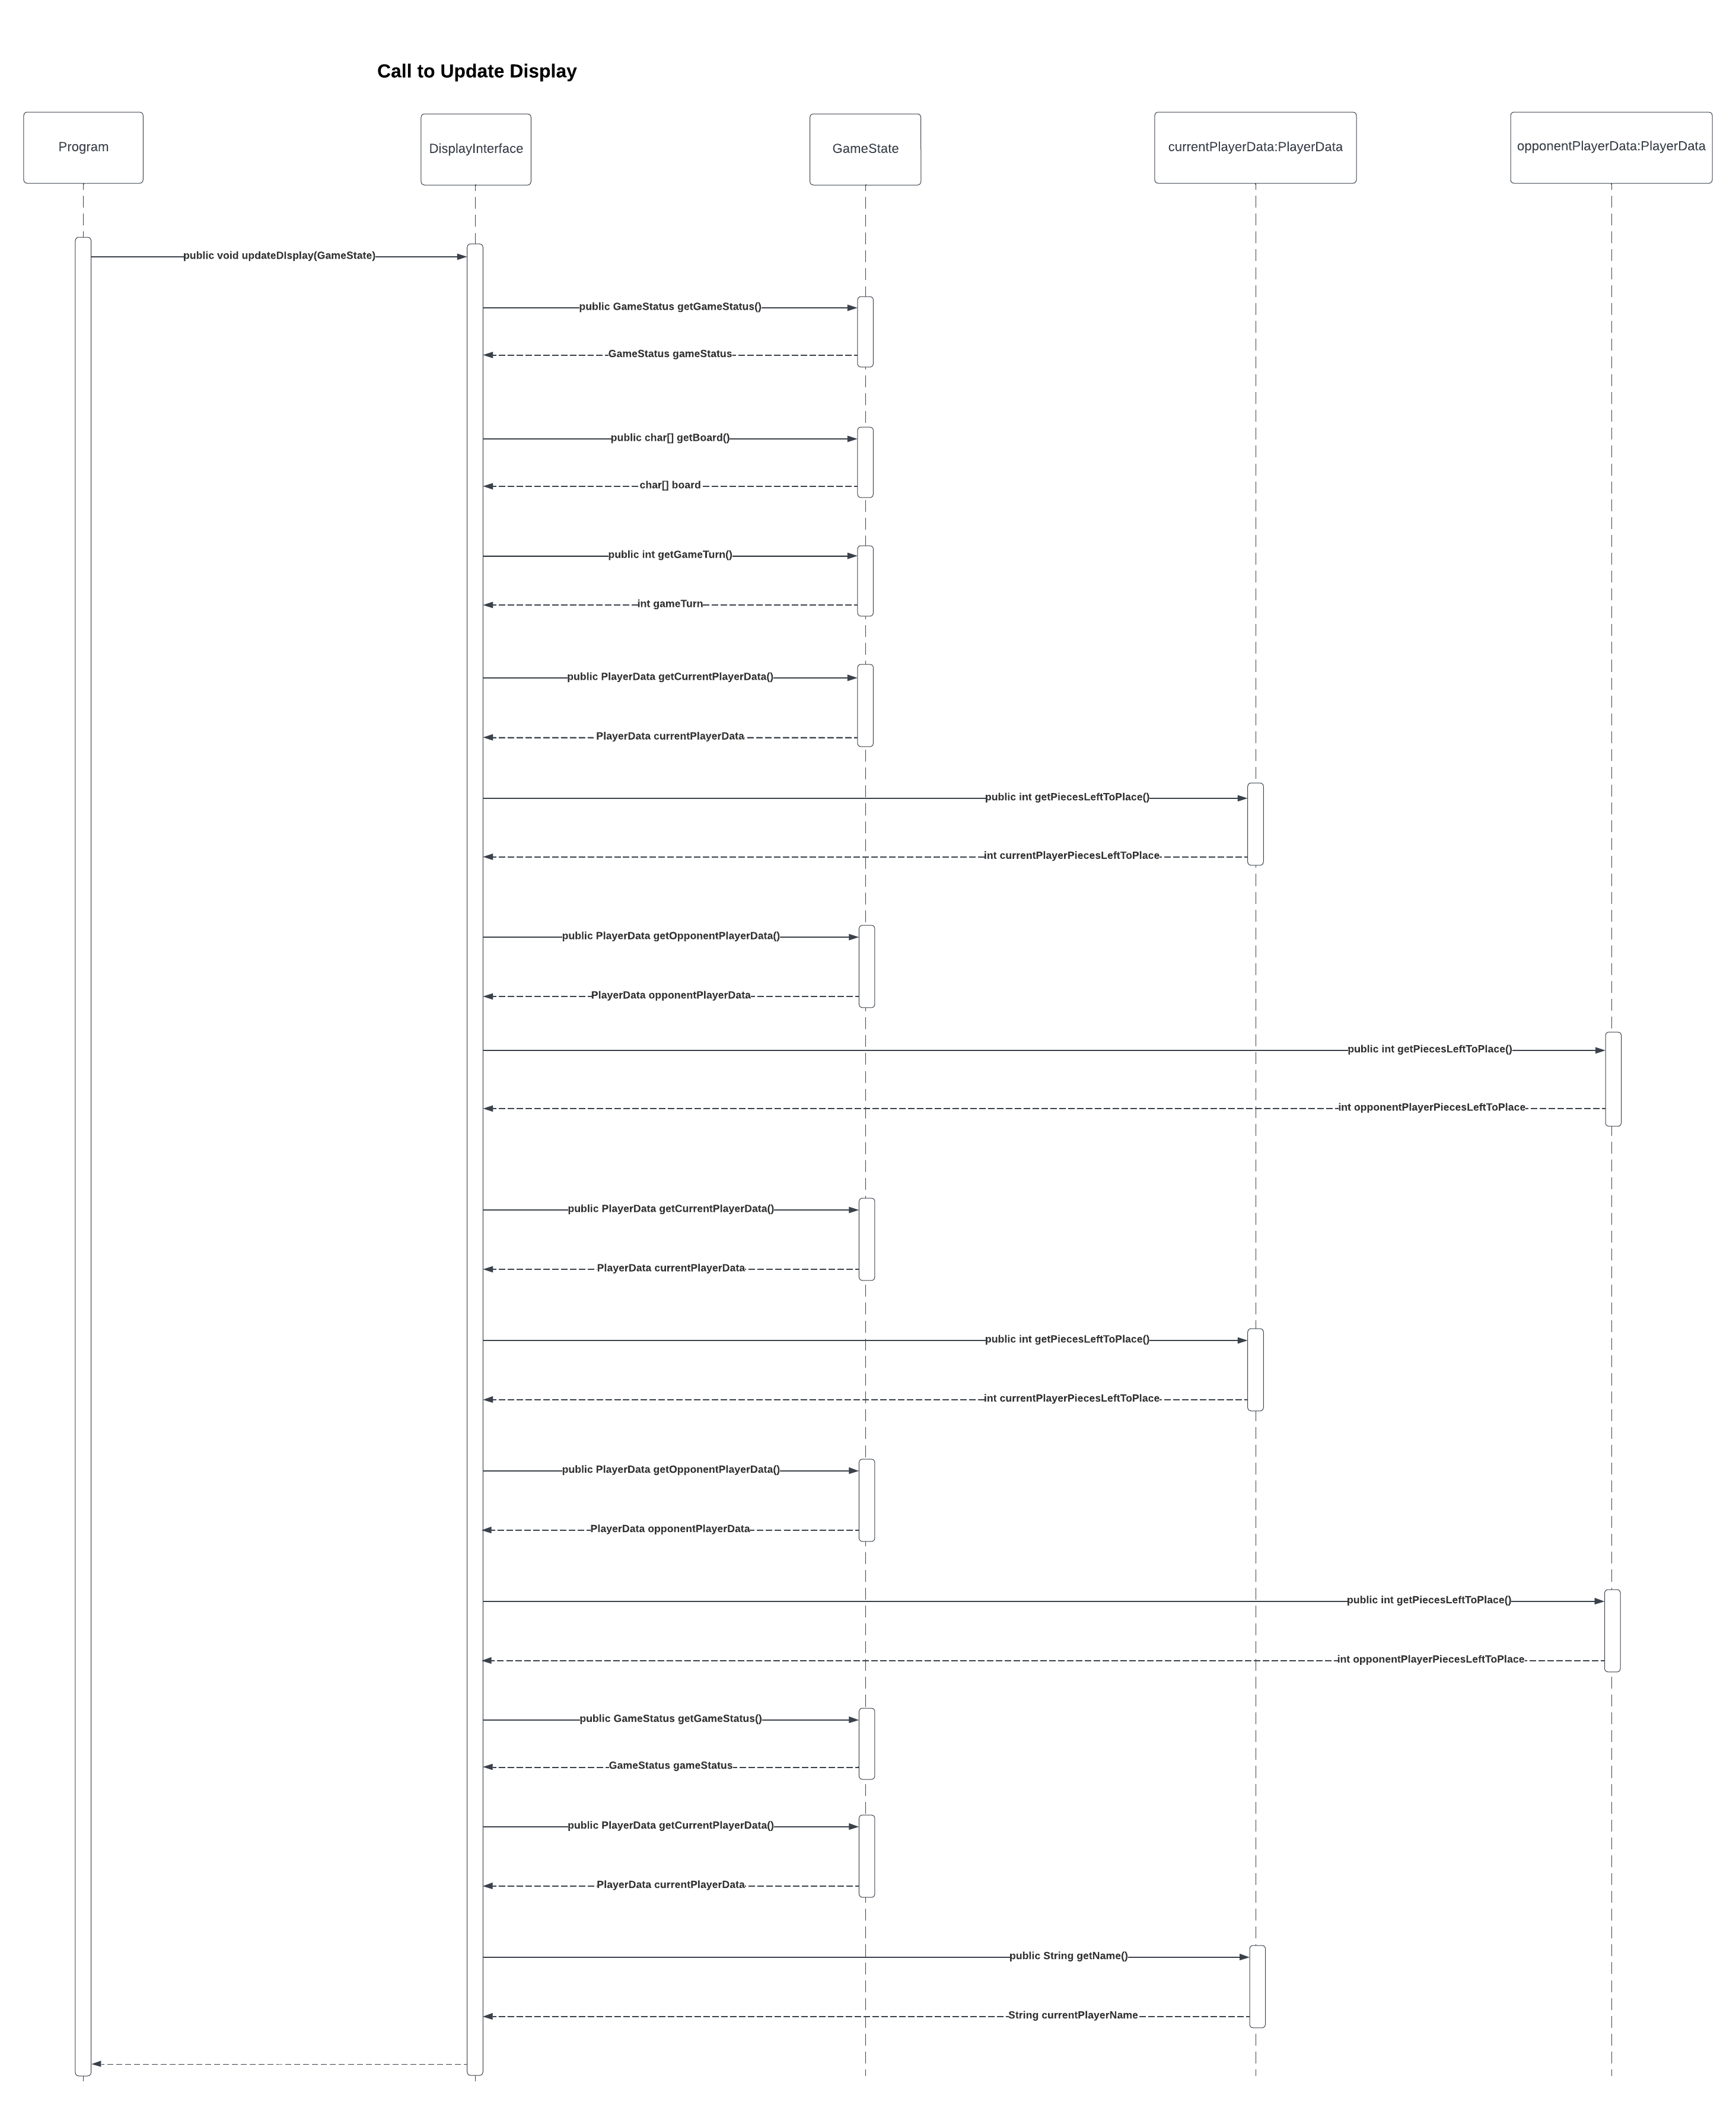 Call to Update Display
Program
DisplayInterface
GameState
currentPlayerData:PlayerData
opponentPlayerData:PlayerData
public void updateDIsplay(GameState)
public GameStatus getGameStatus()
GameStatus gameStatus
public char[] getBoard()
char[] board
public int getGameTurn()
int gameTurn
public PlayerData getCurrentPlayerData()
PlayerData currentPlayerData
public int getPiecesLeftToPlace()
int currentPlayerPiecesLeftToPlace
public PlayerData getOpponentPlayerData()
PlayerData opponentPlayerData
public int getPiecesLeftToPlace()
int opponentPlayerPiecesLeftToPlace
public PlayerData getCurrentPlayerData()
PlayerData currentPlayerData
public int getPiecesLeftToPlace()
int currentPlayerPiecesLeftToPlace
public PlayerData getOpponentPlayerData()
PlayerData opponentPlayerData
public int getPiecesLeftToPlace()
int opponentPlayerPiecesLeftToPlace
public GameStatus getGameStatus()
GameStatus gameStatus
public PlayerData getCurrentPlayerData()
PlayerData currentPlayerData
public String getName()
String currentPlayerName